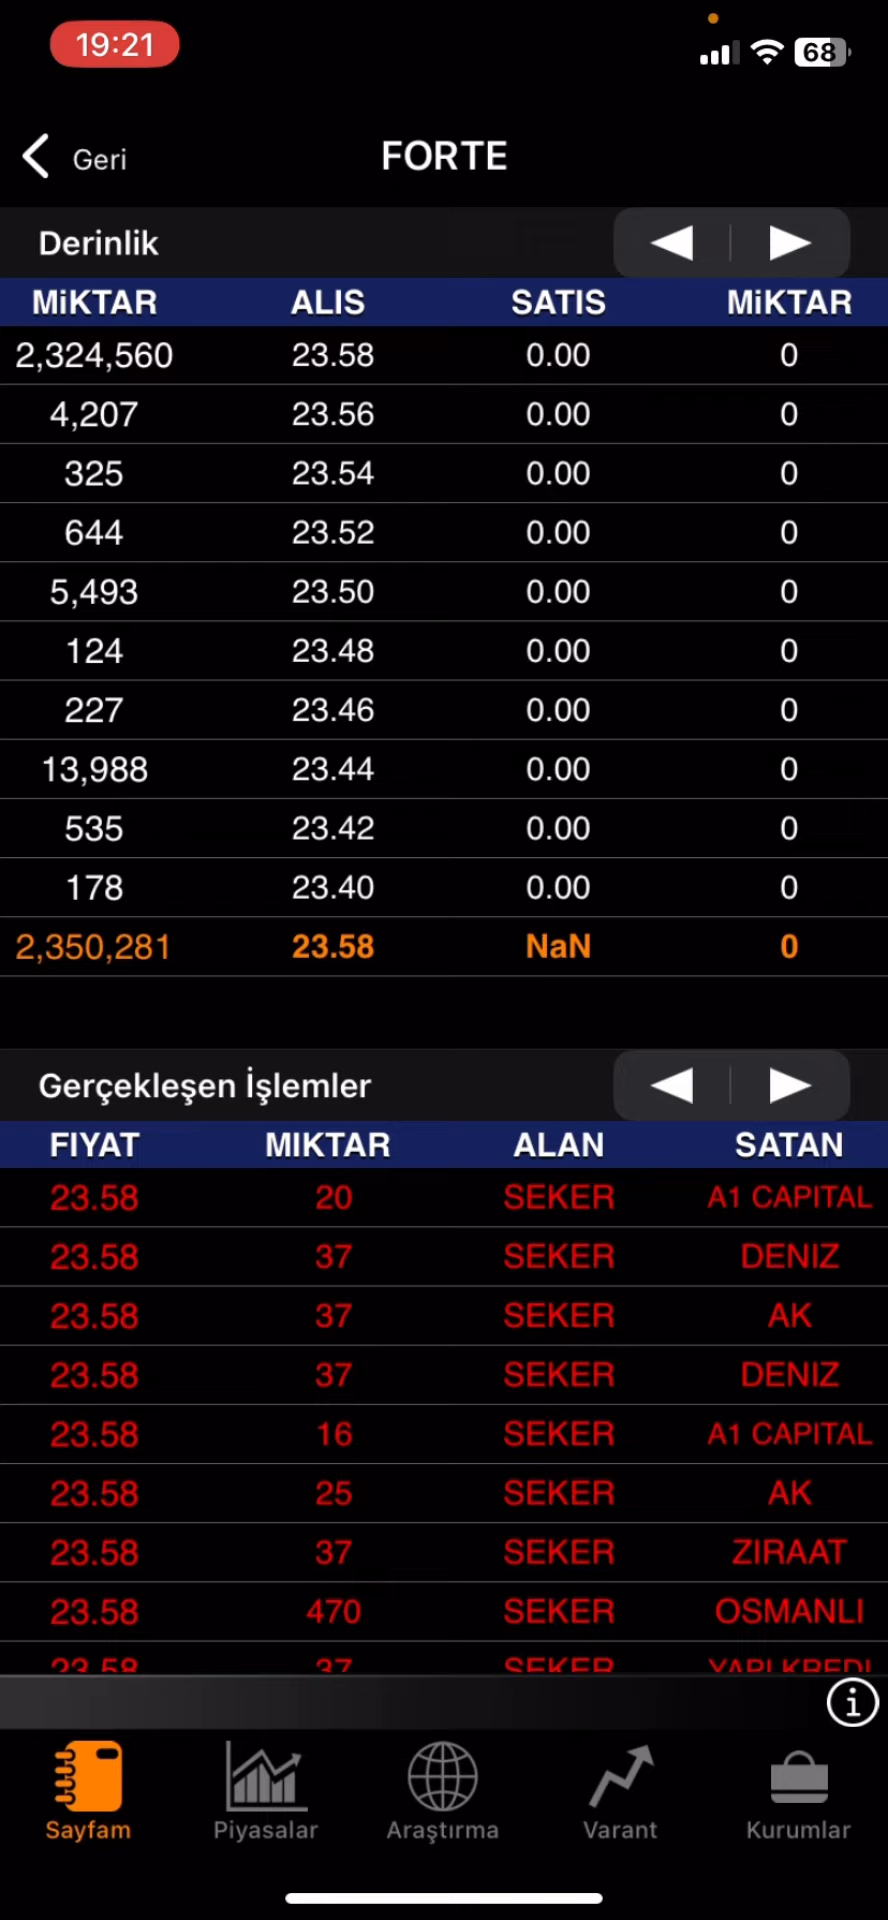 19:21
68
Geri
FORTE
Derinlik
MiKTAR ALIS SATIS MiKTAR
2,324,560 23.58 0.00 0
4,207 23.56 0.00 0
325 23.54 0.00 0
644 23.52 0.00 0
5,493 23.50 0.00 0
124 23.48 0.00 0
227 23.46 0.00 0
13,988 23.44 0.00 0
535 23.42 0.00 0
178 23.40 0.00 0
2,350,281 23.58 NaN 0
Gerçekleşen İşlemler
FIYAT MIKTAR ALAN SATAN
23.58 20 SEKER A1 CAPITAL
23.58 37 SEKER DENIZ
23.58 37 SEKER AK
23.58 37 SEKER DENIZ
23.58 16 SEKER A1 CAPITAL
23.58 25 SEKER AK
23.58 37 SEKER ZIRAAT
23.58 470 SEKER OSMANLI
23.58 37 SEKER YAPI KREDI
Sayfam Piyasalar Araştırma Varant Kurumlar